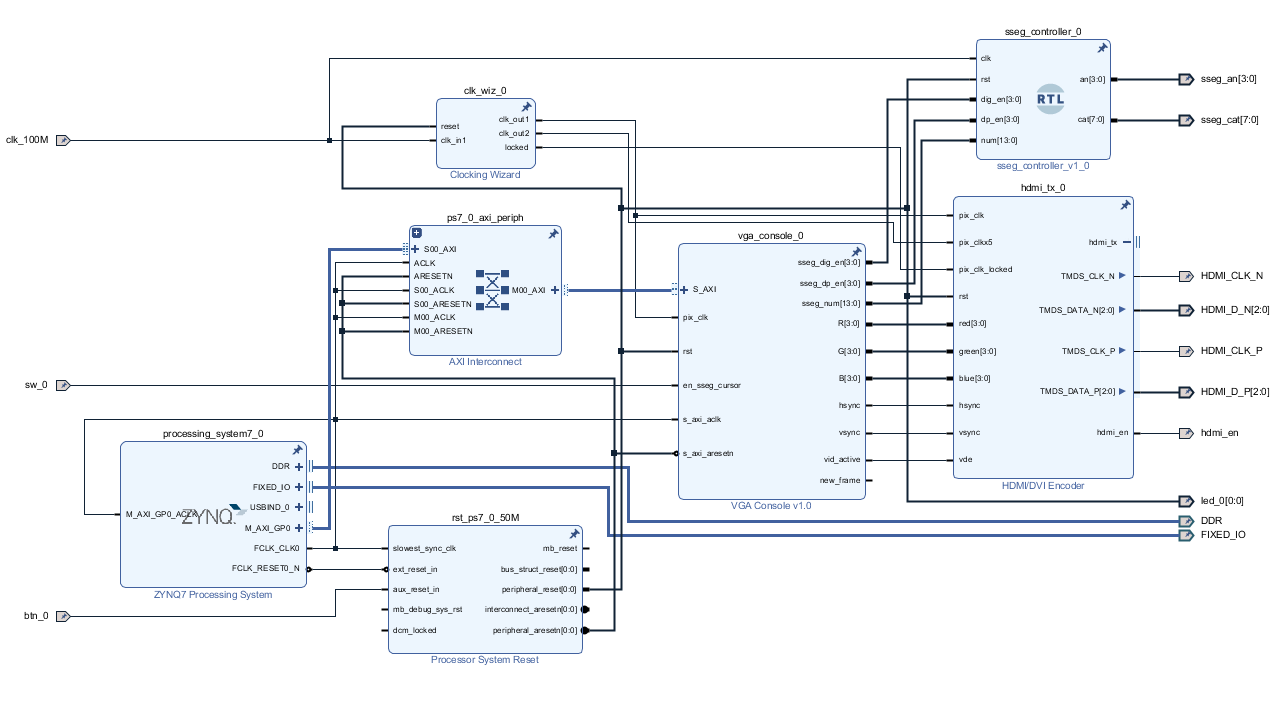 sseg_controller_0
clk
rst
dig_en[3:0]
dp_en[3:0]
num[13:0]
RTL
an[3:0]
cat[7:0]
sseg_controller_v1_0
sseg_an[3:0]
sseg_cat[7:0]
clk_100M
clk_wiz_0
reset
clk_in1
clk_out1
clk_out2
locked
Clocking Wizard
hdmi_tx_0
pix_clk
pix_clkx5
pix_clk_locked
rst
red[3:0]
green[3:0]
blue[3:0]
hsync
vsync
vde
hdmi_tx
TMDS_CLK_N
TMDS_DATA_N[2:0]
TMDS_CLK_P
TMDS_DATA_P[2:0]
hdmi_en
HDMI/DVI Encoder
HDMI_CLK_N
HDMI_D_N[2:0]
HDMI_CLK_P
HDMI_D_P[2:0]
hdmi_en
led_0[0:0]
DDR
FIXED_IO
ps7_0_axi_periph
S00_AXI
ACLK
ARESETN
S00_ACLK
S00_ARESETN
M00_ACLK
M00_ARESETN
M00_AXI
AXI Interconnect
vga_console_0
S_AXI
pix_clk
rst
en_sseg_cursor
s_axi_aclk
s_axi_aresetn
sseg_dig_en[3:0]
sseg_dp_en[3:0]
sseg_num[13:0]
R[3:0]
G[3:0]
B[3:0]
hsync
vsync
vid_active
new_frame
VGA Console v1.0
sw_0
processing_system7_0
M_AXI_GP0_ACLK
ZYNQ.
DDR
FIXED_IO
USBIND_0
M_AXI_GP0
FCLK_CLK0
FCLK_RESET0_N
ZYNQ7 Processing System
btn_0
rst_ps7_0_50M
slowest_sync_clk
ext_reset_in
aux_reset_in
mb_debug_sys_rst
dcm_locked
mb_reset
bus_struct_reset[0:0]
peripheral_reset[0:0]
interconnect_aresetn[0:0]
peripheral_aresetn[0:0]
Processor System Reset